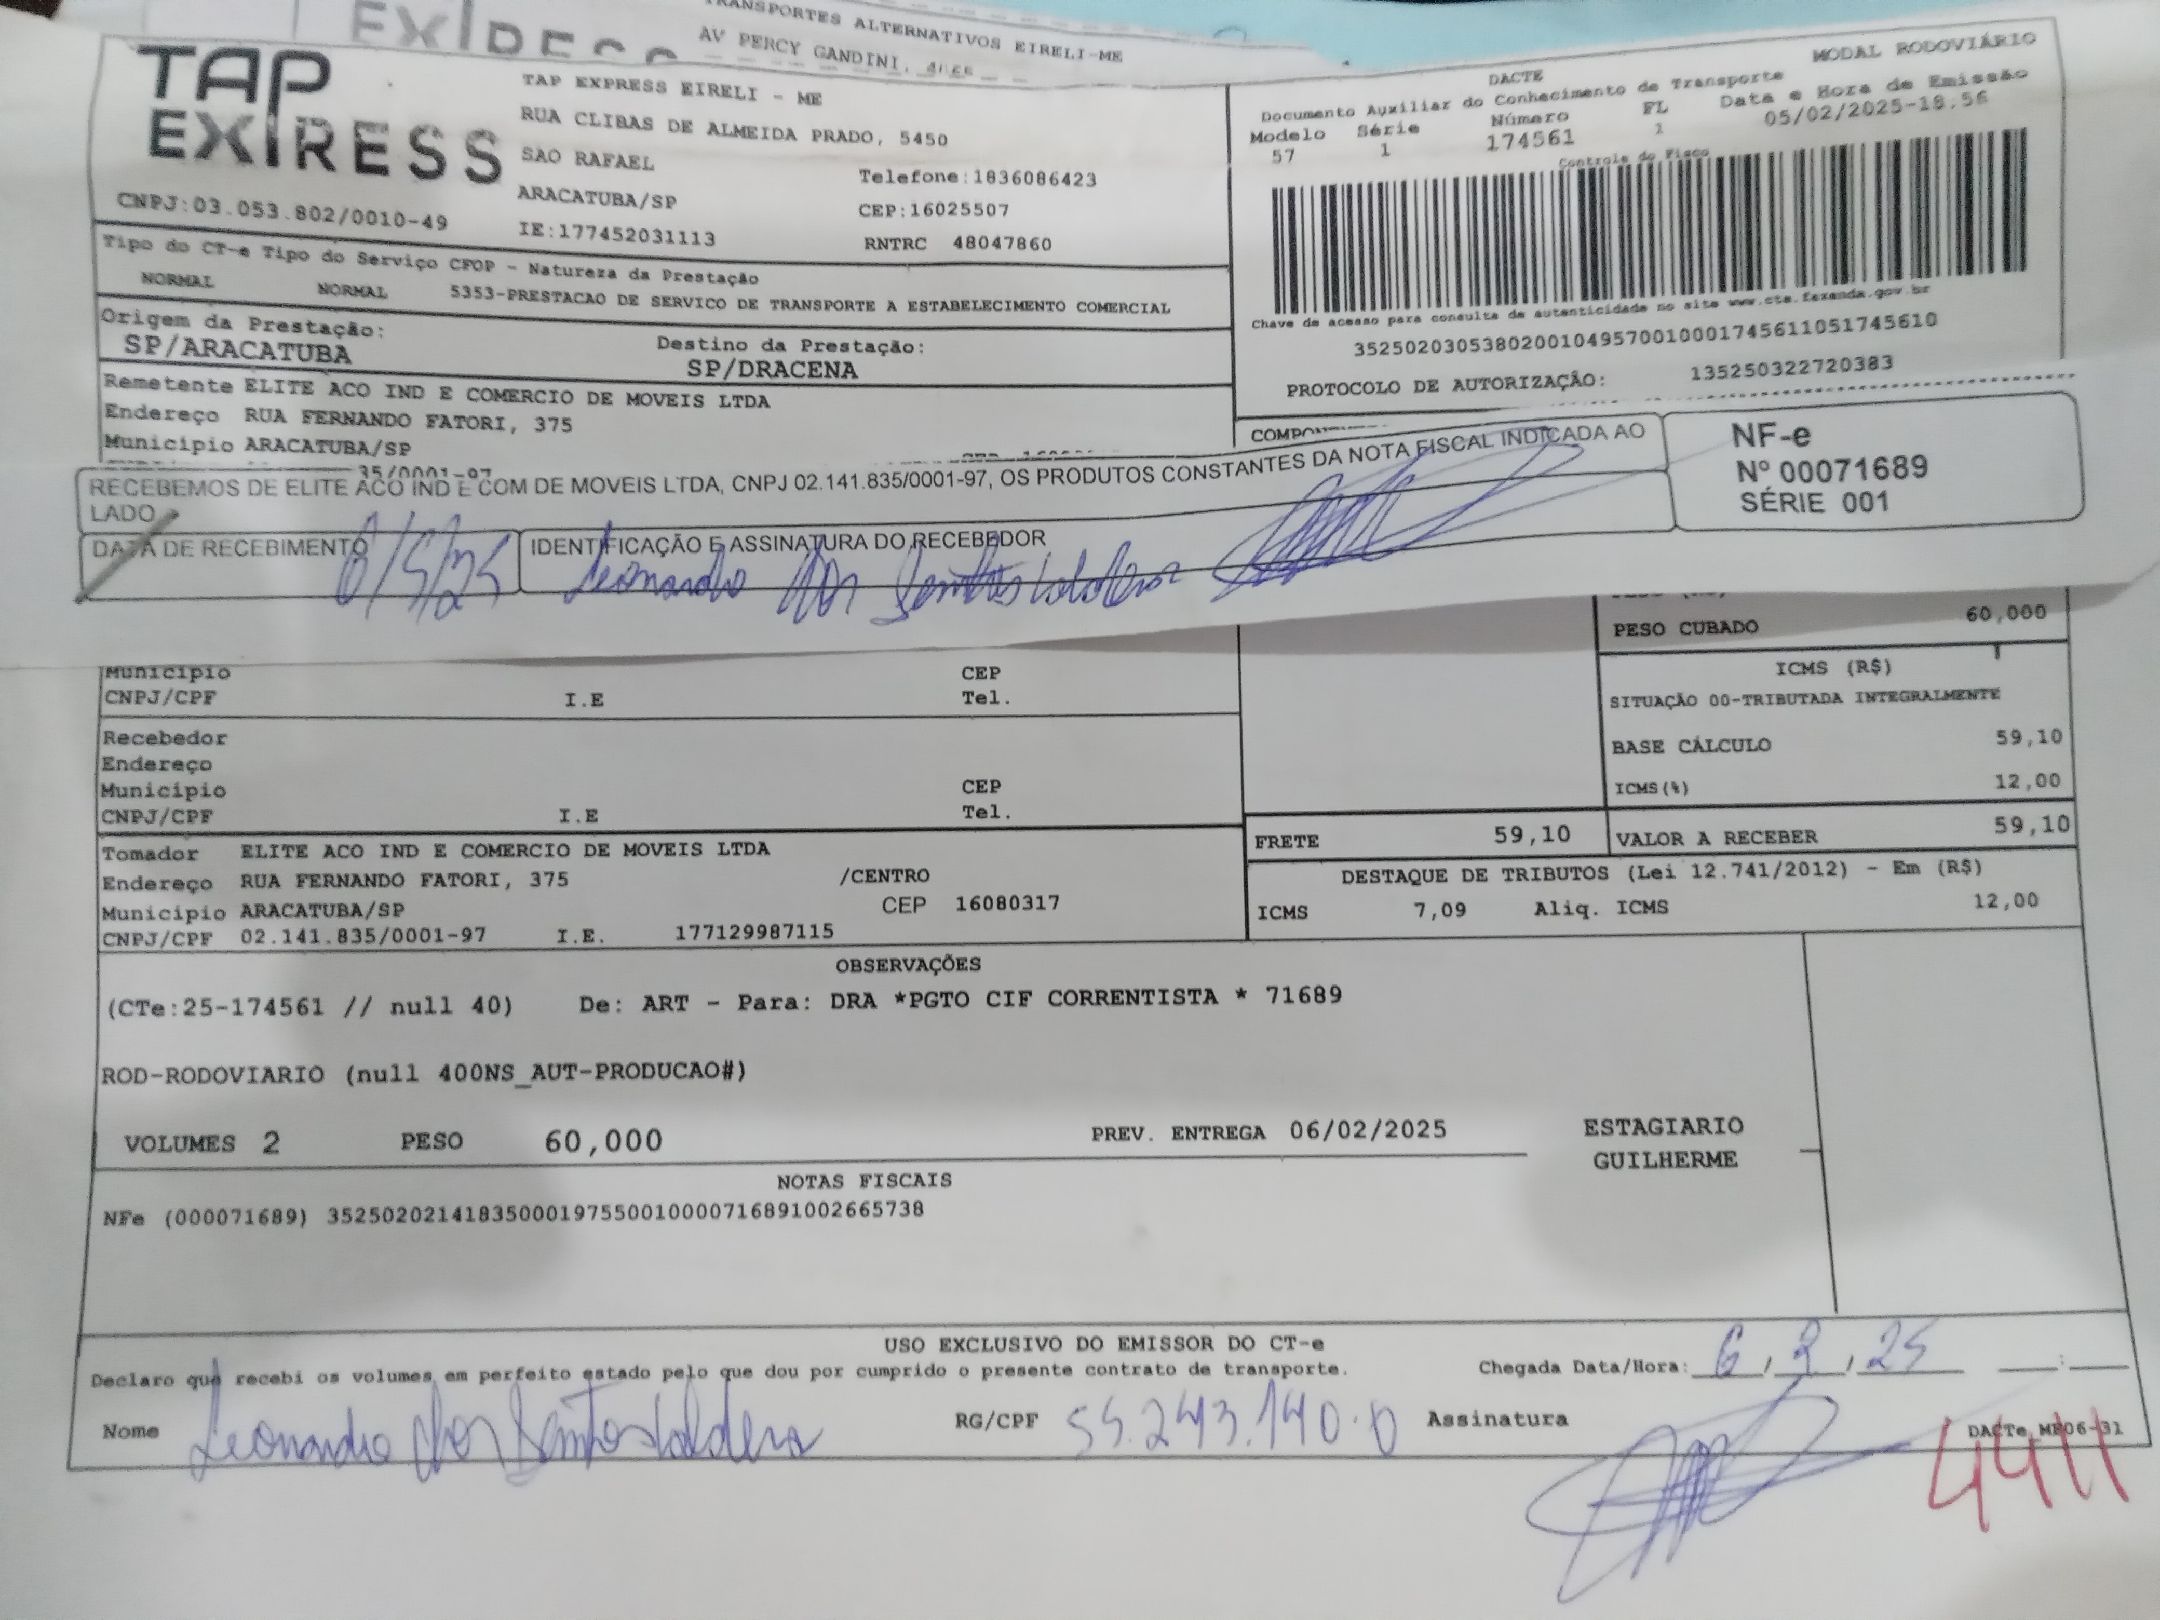 TRANSPORTES ALTERNATIVOS EIRELI-ME
AV PERCY GANDINI,
TAP
EXPRESS
TAP EXPRESS EIRELI - ME
RUA CLIBAS DE ALMEIDA PRADO, 5450
SAO RAFAEL
Telefone:1836086423
ARACATUBA/SP
CEP:16025507
CNPJ:03.053.802/0010-49
IE:177452031113
RNTRC 48047860
MODAL RODOVIÁRIO
DACTE
Documento Auxiliar do Conhecimento de Transporte
Modelo Série Número FL Data e Hora de Emissão
57 1 174561 1 05/02/2025-18.56
Controle do Fisco
Chave de acesso para consulta de autenticidade no site www.cte.fazenda.gov.br
35250203053802001049570010001745611051745610
PROTOCOLO DE AUTORIZAÇÃO: 135250322720383
Tipo do CT-e Tipo do Serviço CFOP - Natureza da Prestação
NORMAL NORMAL 5353-PRESTACAO DE SERVICO DE TRANSPORTE A ESTABELECIMENTO COMERCIAL
Origem da Prestação: Destino da Prestação:
SP/ARACATUBA SP/DRACENA
Remetente ELITE ACO IND E COMERCIO DE MOVEIS LTDA
Endereço RUA FERNANDO FATORI, 375
Município ARACATUBA/SP
35/0001-97
RECEBEMOS DE ELITE ACO IND E COM DE MOVEIS LTDA, CNPJ 02.141.835/0001-97, OS PRODUTOS CONSTANTES DA NOTA FISCAL INDICADA AO
LADO
NF-e
Nº 00071689
SÉRIE 001
DATA DE RECEBIMENTO
IDENTIFICAÇÃO E ASSINATURA DO RECEBEDOR
Leonardo dos Santos
PESO CUBADO 60,000
Município CEP
CNPJ/CPF I.E Tel.
Recebedor
Endereço
Município CEP
CNPJ/CPF I.E Tel.
ICMS (R$)
SITUAÇÃO 00-TRIBUTADA INTEGRALMENTE
BASE CÁLCULO 59,10
ICMS(%) 12,00
FRETE 59,10 VALOR A RECEBER 59,10
Tomador ELITE ACO IND E COMERCIO DE MOVEIS LTDA
Endereço RUA FERNANDO FATORI, 375 /CENTRO
Município ARACATUBA/SP CEP 16080317
CNPJ/CPF 02.141.835/0001-97 I.E. 177129987115
DESTAQUE DE TRIBUTOS (Lei 12.741/2012) - Em (R$)
ICMS 7,09 Aliq. ICMS 12,00
OBSERVAÇÕES
(CTe:25-174561 // null 40) De: ART - Para: DRA *PGTO CIF CORRENTISTA * 71689
ROD-RODOVIARIO (null 400NS_AUT-PRODUCAO#)
VOLUMES 2 PESO 60,000 PREV. ENTREGA 06/02/2025
ESTAGIARIO
GUILHERME
NOTAS FISCAIS
NFe (000071689) 35250202141835000197550010000716891002665738
USO EXCLUSIVO DO EMISSOR DO CT-e
Declaro que recebi os volumes em perfeito estado pelo que dou por cumprido o presente contrato de transporte.
Chegada Data/Hora: 6/2/25 :
Nome Leonardo dos Santos RG/CPF 55.243.140.0 Assinatura
DACTe MF06-31
4411